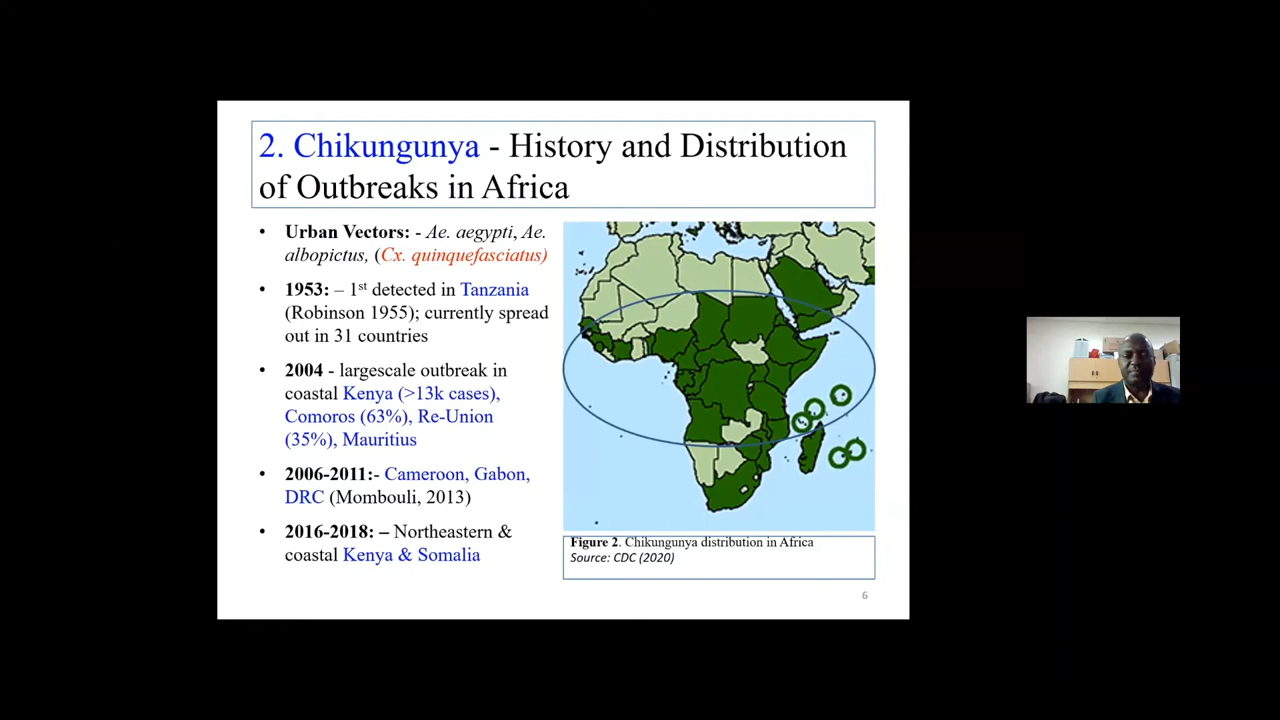 2. Chikungunya - History and Distribution
of Outbreaks in Africa
• Urban Vectors: - Ae. aegypti, Ae.
albopictus, (Cx. quinquefasciatus)
• 1953: – 1st detected in Tanzania
(Robinson 1955); currently spread
out in 31 countries
• 2004 - largescale outbreak in
coastal Kenya (>13k cases),
Comoros (63%), Re-Union
(35%), Mauritius
• 2006-2011:- Cameroon, Gabon,
DRC (Mombouli, 2013)
• 2016-2018: – Northeastern &
coastal Kenya & Somalia
Figure 2. Chikungunya distribution in Africa
Source: CDC (2020)
6